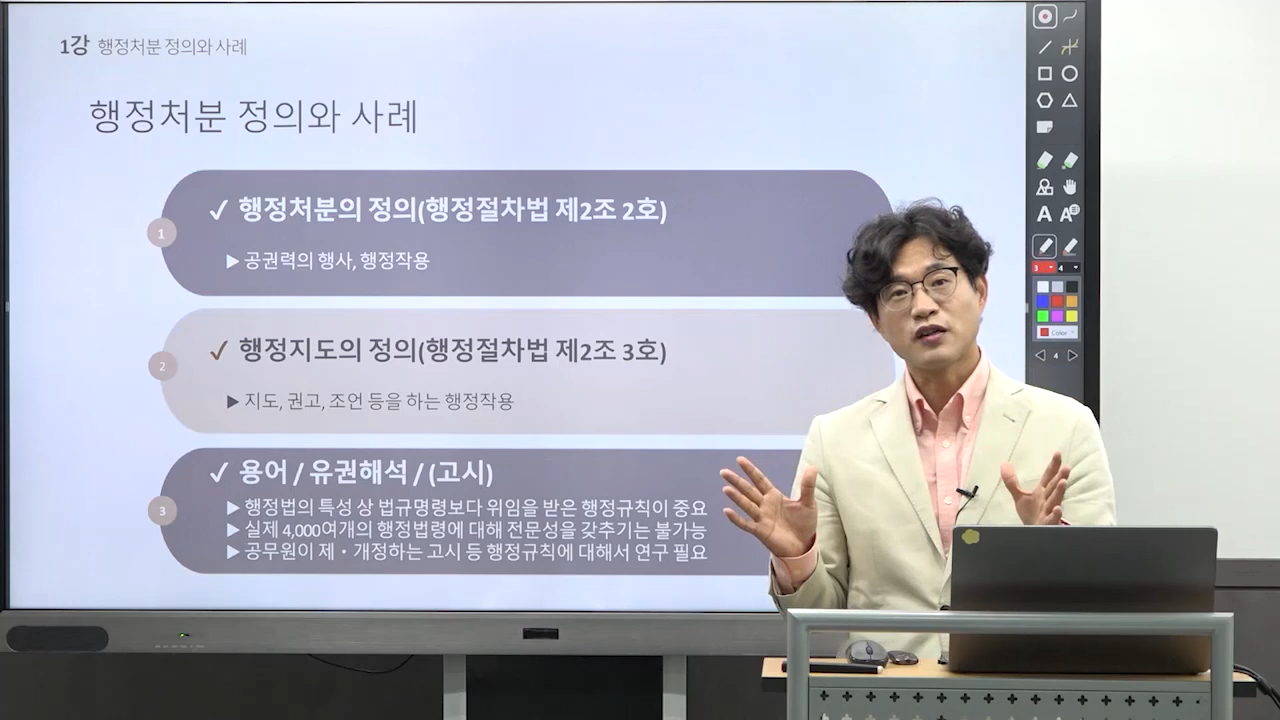 1강 행정처분 정의와 사례
행정처분 정의와 사례
1
✓ 행정처분의 정의(행정절차법 제2조 2호)
▶ 공권력의 행사, 행정작용
2
✓ 행정지도의 정의(행정절차법 제2조 3호)
▶ 지도, 권고, 조언 등을 하는 행정작용
3
✓ 용어 / 유권해석 / (고시)
▶ 행정법의 특성 상 법규명령보다 위임을 받은 행정규칙이 중요
▶ 실제 4,000여개의 행정법령에 대해 전문성을 갖추기는 불가능
▶ 공무원이 제・개정하는 고시 등 행정규칙에 대해서 연구 필요
A A
3 4
Color
4